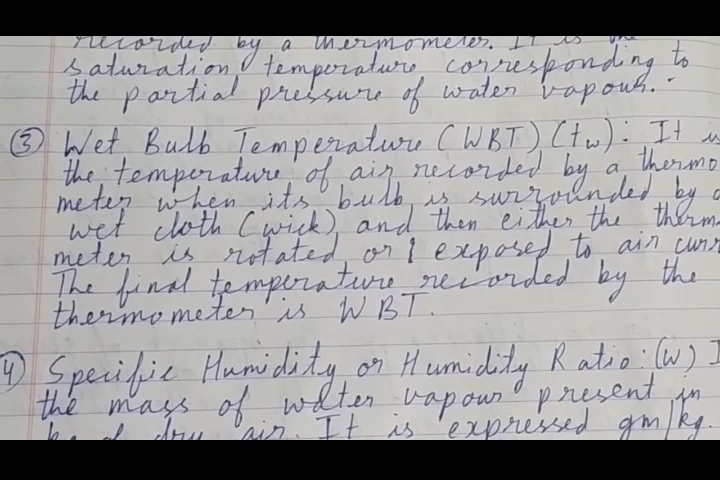 recorded by a thermometer. It is the
saturation temperature corresponding to
the partial pressure of water vapour.
③ Wet Bulb Temperature (WBT) (tw): It is
the temperature of air recorded by a thermo
meter when its bulb is surrounded by a
wet cloth (wick) and then either the therm
meter is rotated or exposed to air curr
The final temperature recorded by the
thermometer is WBT.
④ Specific Humidity or Humidity Ratio: (W) I
the mass of water vapour present in
kg of dry air. It is expressed gm/kg.